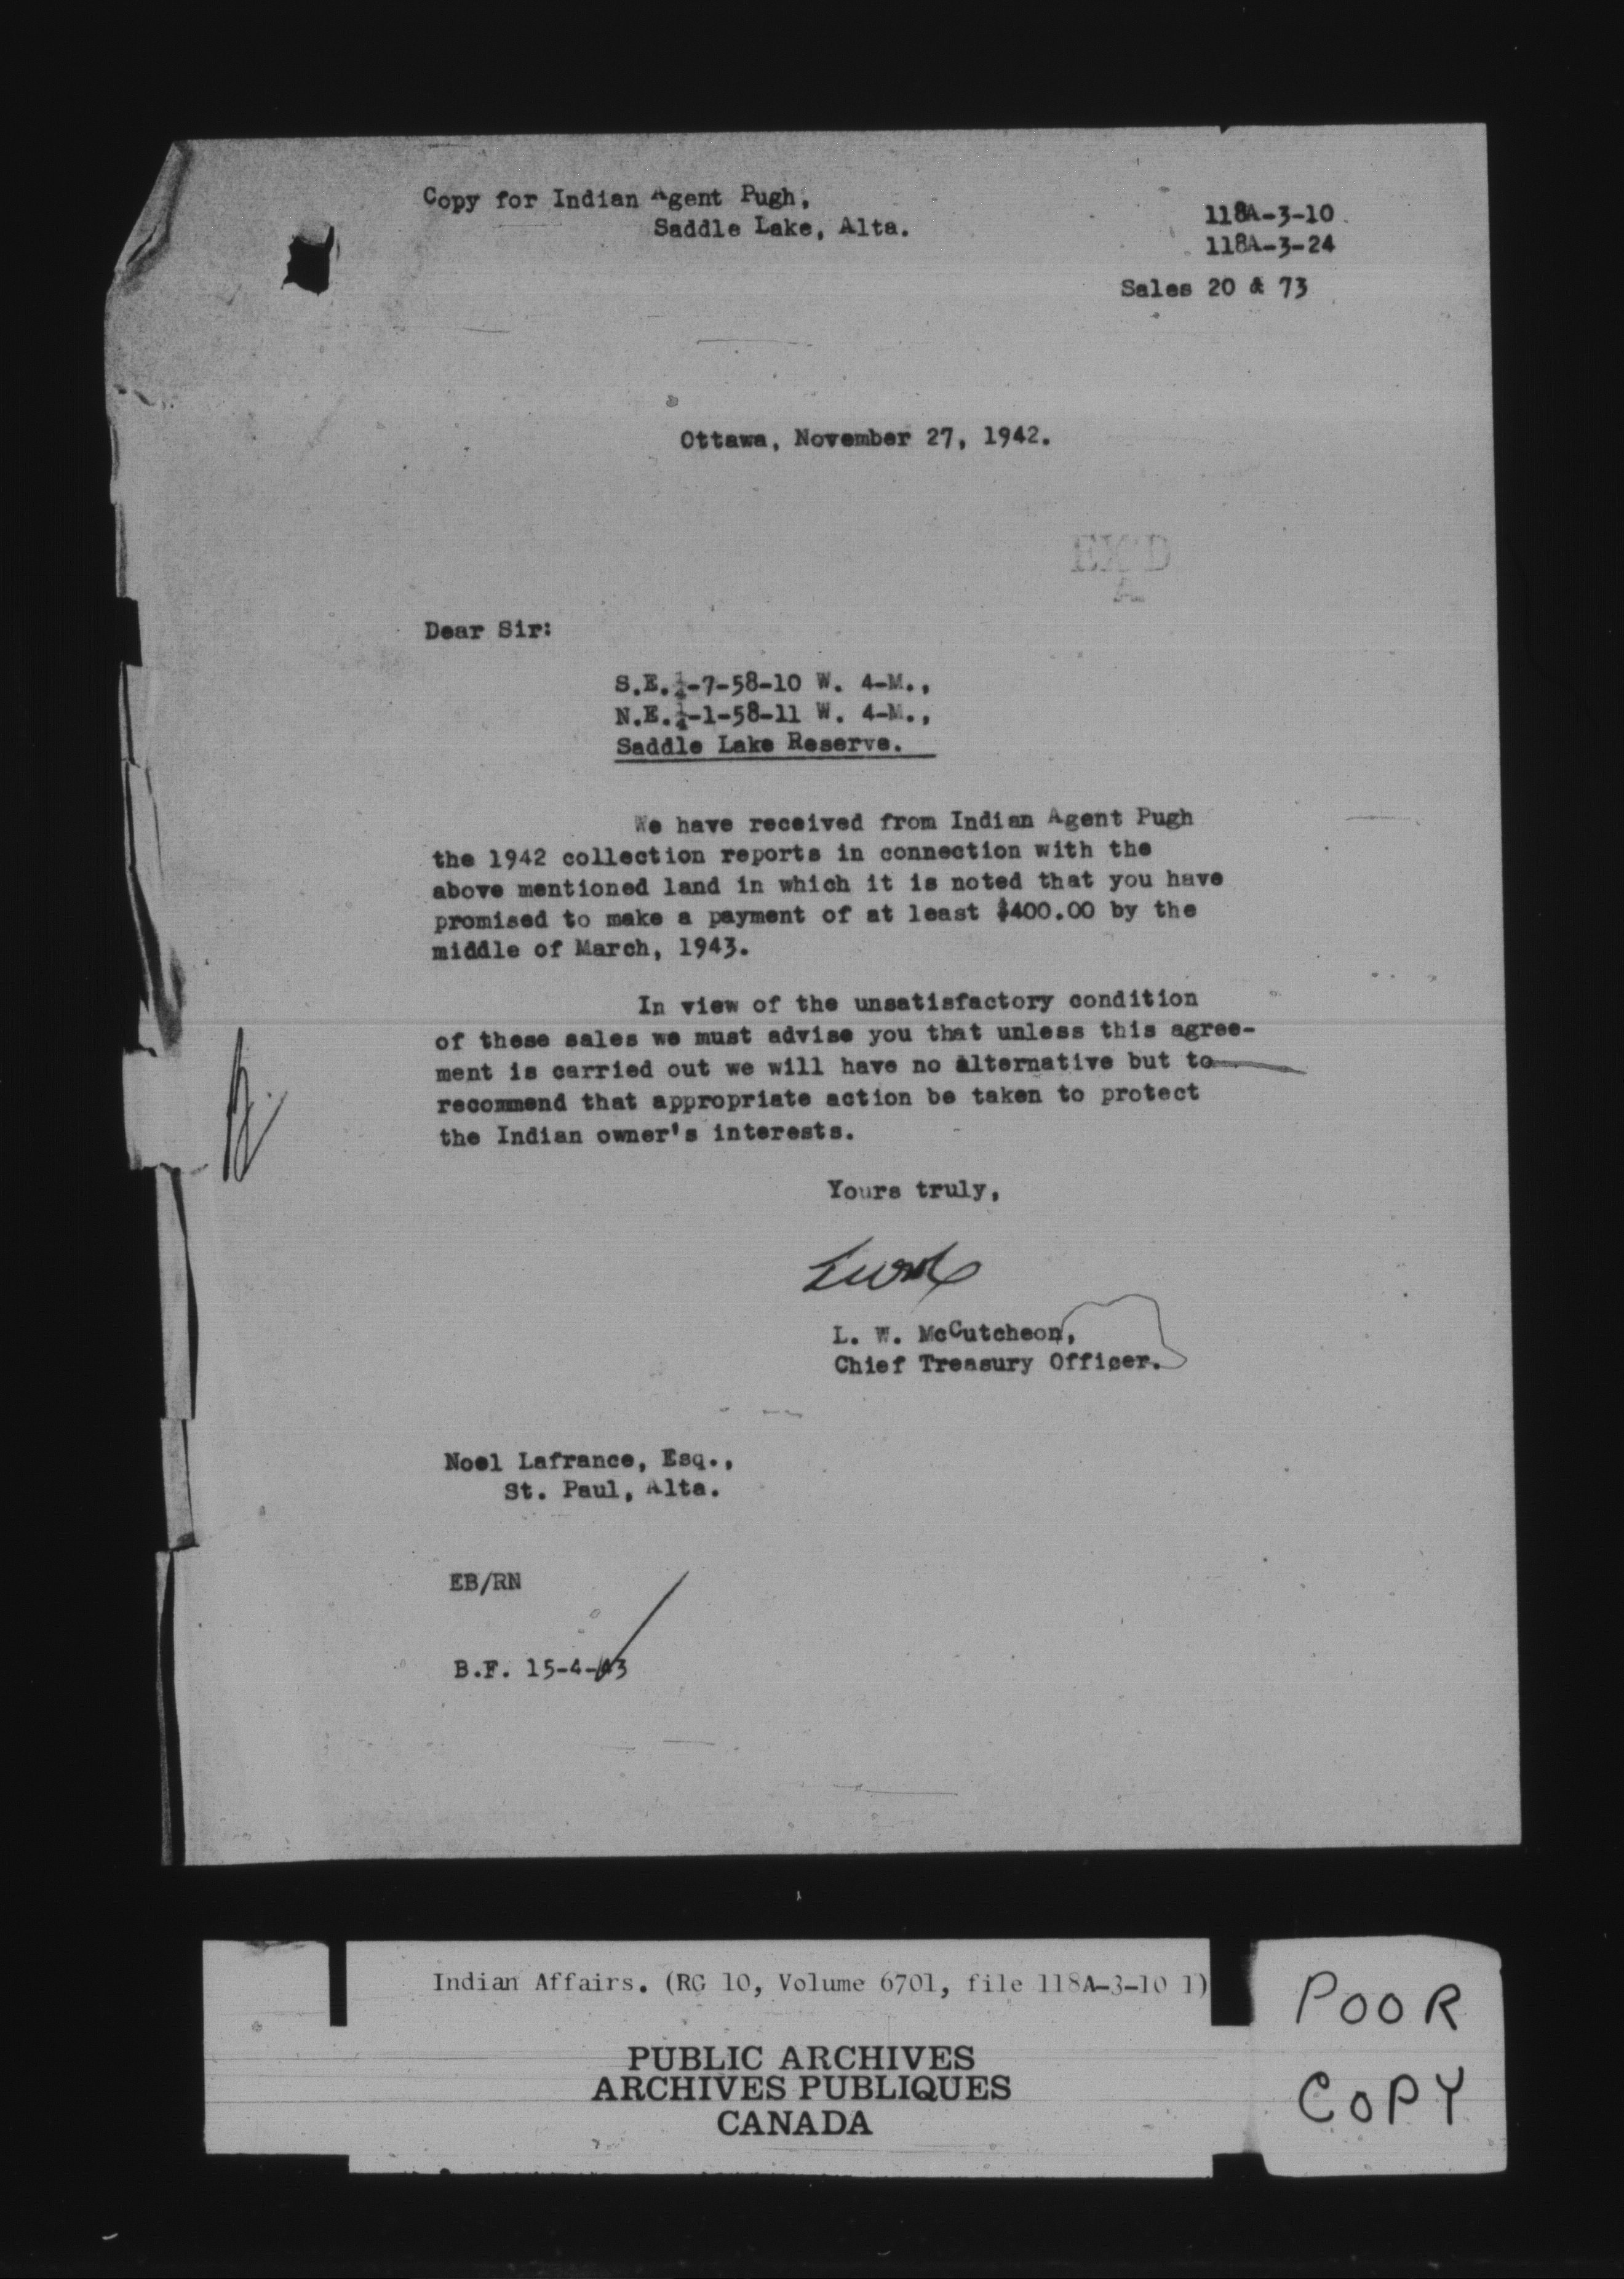 Copy for Indian Agent Pugh,
Saddle Lake, Alta.
118A-3-10
118A-3-24
Sales 20 & 73
Ottawa, November 27, 1942.
EX'D
A
Dear Sir:
S.E.¼-7-58-10 W. 4-M.,
N.E.¼-1-58-11 W. 4-M.,
Saddle Lake Reserve.
We have received from Indian Agent Pugh
the 1942 collection reports in connection with the
above mentioned land in which it is noted that you have
promised to make a payment of at least $400.00 by the
middle of March, 1943.
In view of the unsatisfactory condition
of these sales we must advise you that unless this agree-
ment is carried out we will have no alternative but to
recommend that appropriate action be taken to protect
the Indian owner's interests.
Yours truly,
L. W. McCutcheon,
Chief Treasury Officer.
Noel Lafrance, Esq.,
St. Paul, Alta.
EB/RN
B.F. 15-4-43
Indian Affairs. (RG 10, Volume 6701, file 118A-3-10 1)
PUBLIC ARCHIVES
ARCHIVES PUBLIQUES
CANADA
POOR
COPY